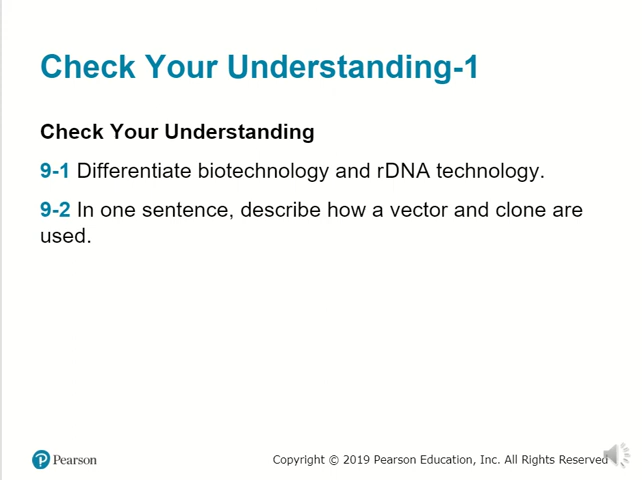 Check Your Understanding-1
Check Your Understanding
9-1 Differentiate biotechnology and rDNA technology.
9-2 In one sentence, describe how a vector and clone are
used.
Pearson
Copyright © 2019 Pearson Education, Inc. All Rights Reserved